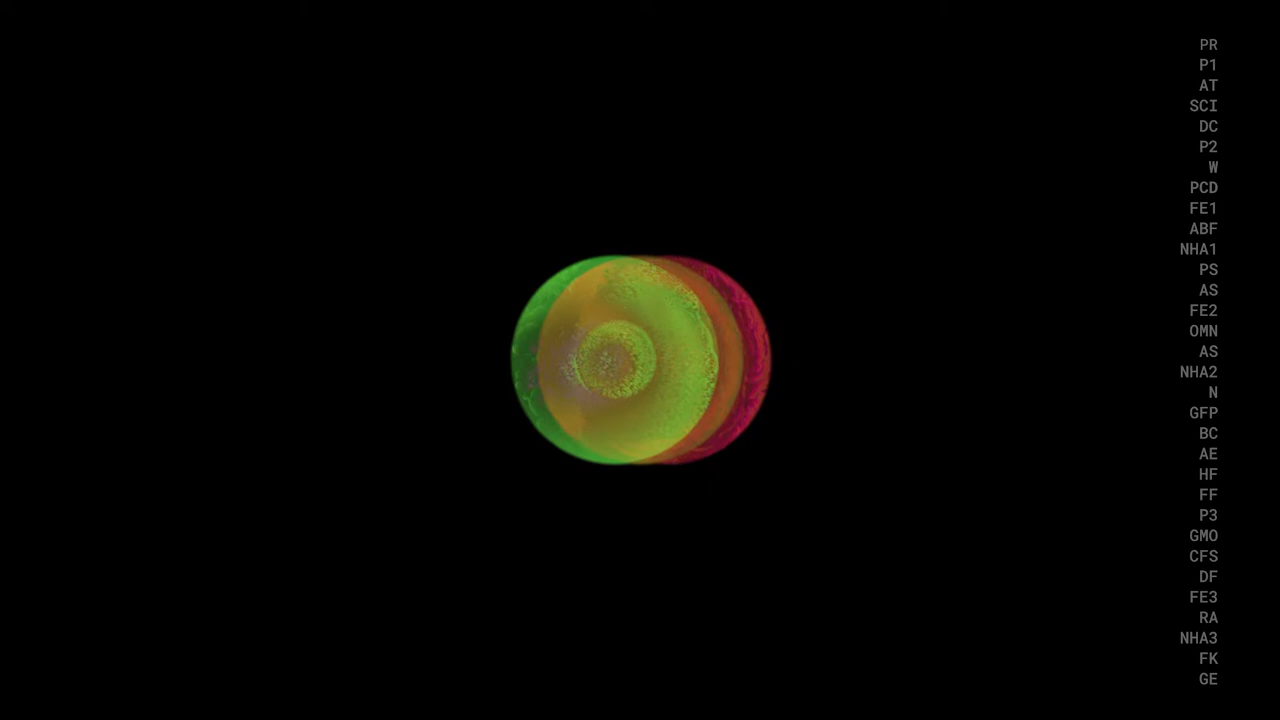 PR
P1
AT
SCI
DC
P2
W
PCD
FE1
ABF
NHA1
PS
AS
FE2
OMN
AS
NHA2
N
GFP
BC
AE
HF
FF
P3
GMO
CFS
DF
FE3
RA
NHA3
FK
GE